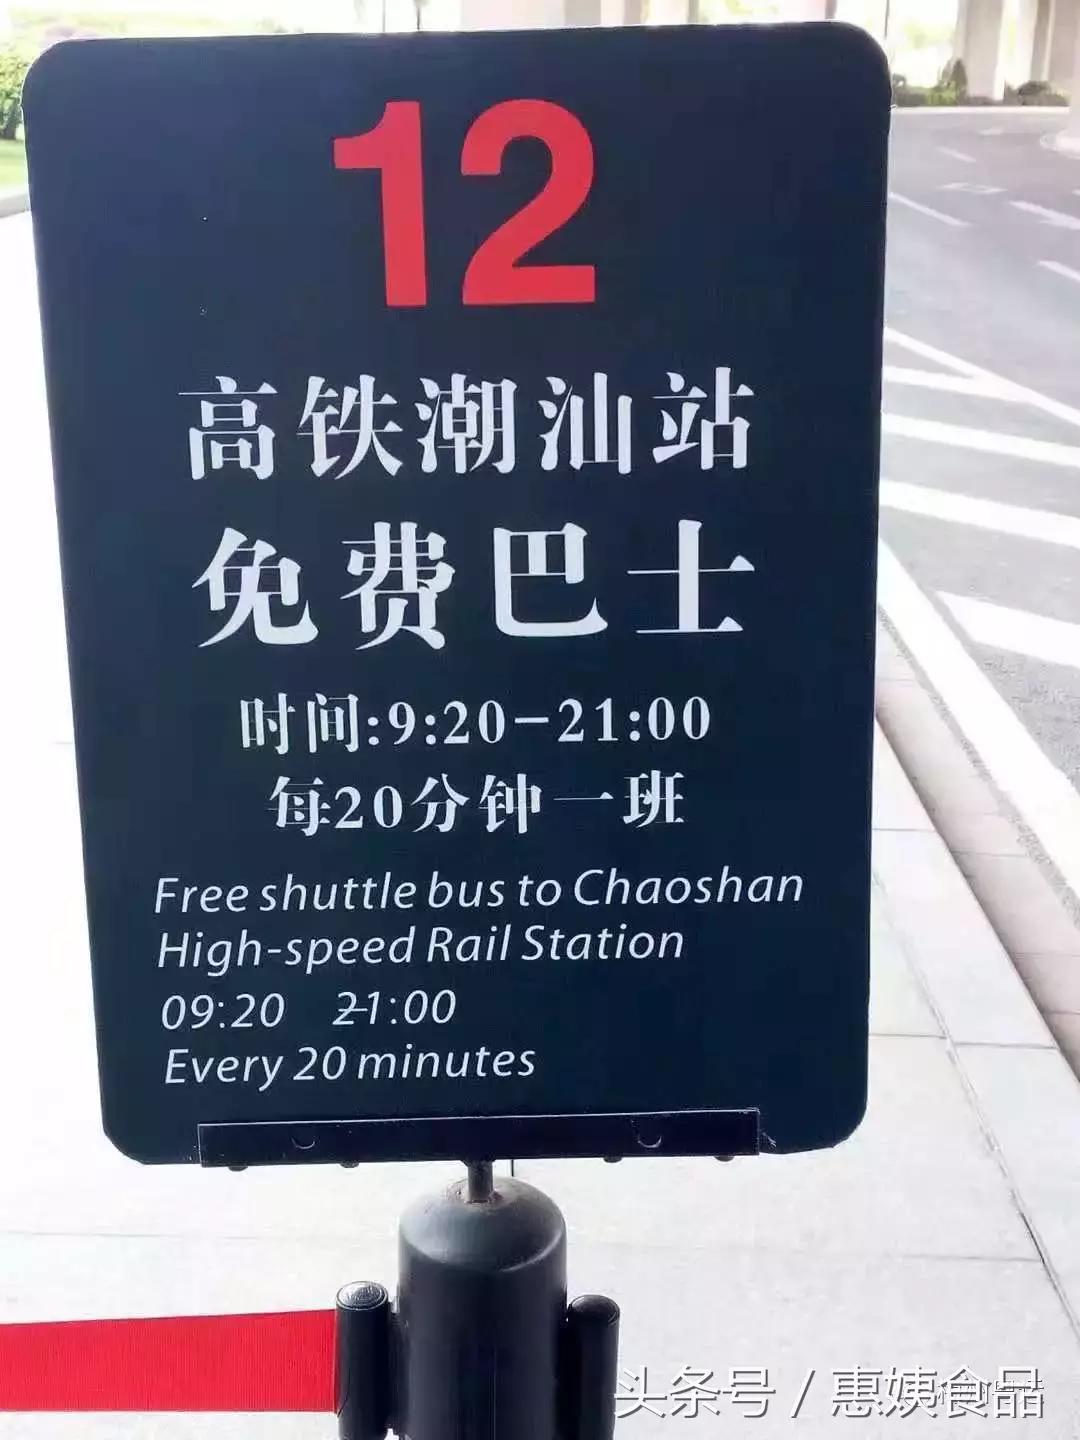 12
高铁潮汕站
免费巴士
时间:9:20-21:00
每20分钟一班
Free shuttle bus to Chaoshan
High-speed Rail Station
09:20 21:00
Every 20 minutes
头条号 / 惠姨食品